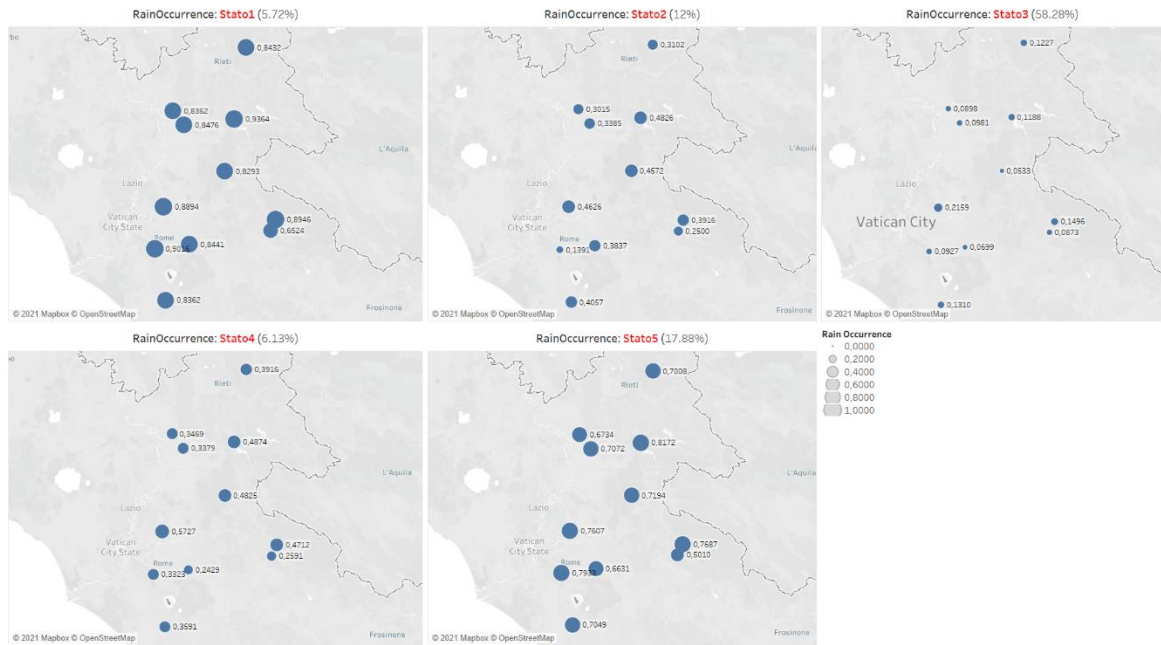 RainOccurrence: Stato1 (5.72%)
0,8432
Rieti
0,8362
0,8476
0,9364
L'Aquila
0,8293
Lazio
0,8894
Vatican
City State
0,8946
0,6524
Rome
0,8441
0,9015
0,8362
Frosinone
© 2021 Mapbox © OpenStreetMap
RainOccurrence: Stato2 (12%)
0,3102
Rieti
0,3015
0,4826
0,3385
L'Aquila
0,4572
Lazio
0,4626
Vatican
City State
0,3916
0,2500
Rome
0,3837
0,1391
0,4057
Frosinone
© 2021 Mapbox © OpenStreetMap
RainOccurrence: Stato3 (58.28%)
0,1227
0,0898
0,1188
0,0981
0,0533
Lazio
0,2159
Vatican City
0,1496
0,0873
0,0699
0,0927
0,1310
© 2021 Mapbox © OpenStreetMap
RainOccurrence: Stato4 (6.13%)
0,3916
Rieti
0,3469
0,4874
0,3379
L'Aquila
0,4825
Lazio
0,5727
Vatican
City State
0,4712
0,2591
Rome
0,2429
0,3323
0,3591
Frosinone
© 2021 Mapbox © OpenStreetMap
RainOccurrence: Stato5 (17.88%)
0,7008
Rieti
0,6734
0,8172
0,7072
L'Aquila
0,7194
Lazio
0,7607
Vatican
City State
0,7687
0,5010
Rome
0,6631
0,7933
0,7049
Frosinone
© 2021 Mapbox © OpenStreetMap
Rain Occurrence
0,0000
0,2000
0,4000
0,6000
0,8000
1,0000